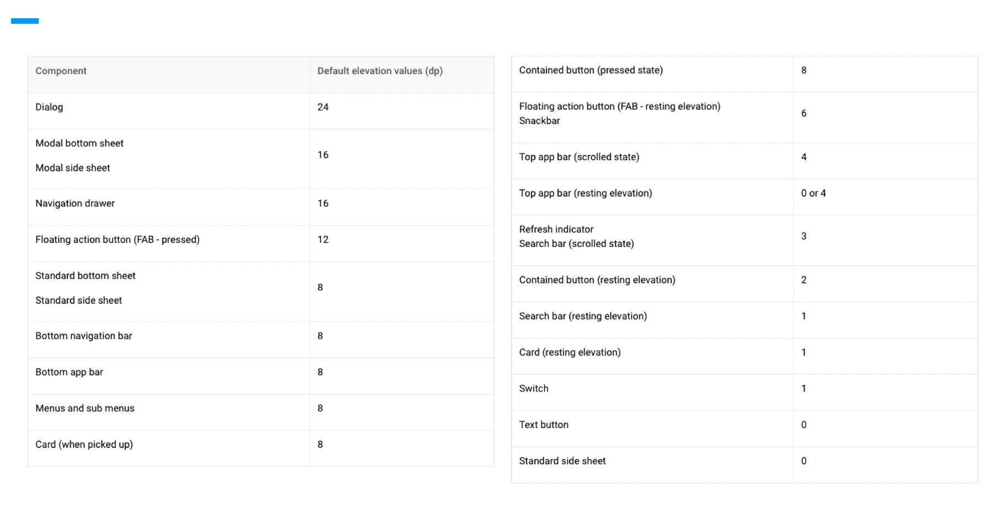 Component
Default elevation values (dp)
Dialog
24
Modal bottom sheet
Modal side sheet
16
Navigation drawer
16
Floating action button (FAB - pressed)
12
Standard bottom sheet
Standard side sheet
8
Bottom navigation bar
8
Bottom app bar
8
Menus and sub menus
8
Card (when picked up)
8
Contained button (pressed state)
8
Floating action button (FAB - resting elevation)
Snackbar
6
Top app bar (scrolled state)
4
Top app bar (resting elevation)
0 or 4
Refresh indicator
Search bar (scrolled state)
3
Contained button (resting elevation)
2
Search bar (resting elevation)
1
Card (resting elevation)
1
Switch
1
Text button
0
Standard side sheet
0